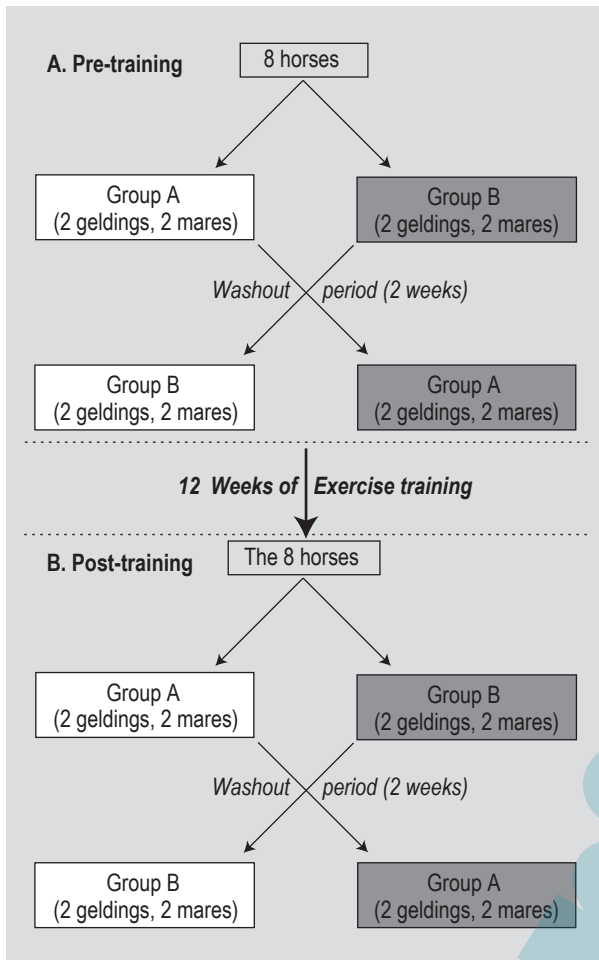 A. Pre-training
8 horses
Group A
(2 geldings, 2 mares)
Group B
(2 geldings, 2 mares)
Washout period (2 weeks)
Group B
(2 geldings, 2 mares)
Group A
(2 geldings, 2 mares)
12 Weeks of Exercise training
B. Post-training
The 8 horses
Group A
(2 geldings, 2 mares)
Group B
(2 geldings, 2 mares)
Washout period (2 weeks)
Group B
(2 geldings, 2 mares)
Group A
(2 geldings, 2 mares)